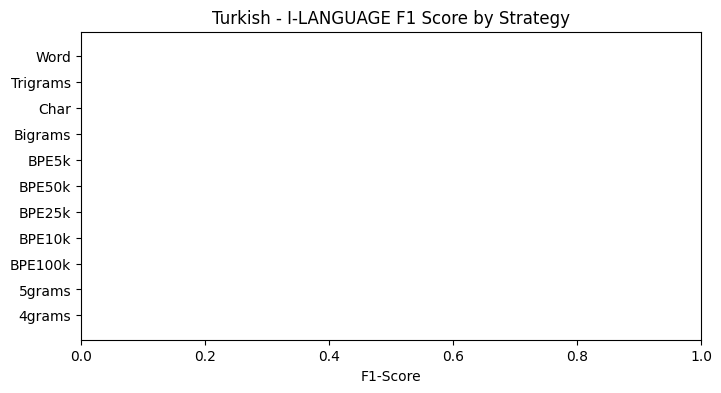 Turkish - I-LANGUAGE F1 Score by Strategy
Word
Trigrams
Char
Bigrams
BPE5k
BPE50k
BPE25k
BPE10k
BPE100k
5grams
4grams
0.0 0.2 0.4 0.6 0.8 1.0
F1-Score